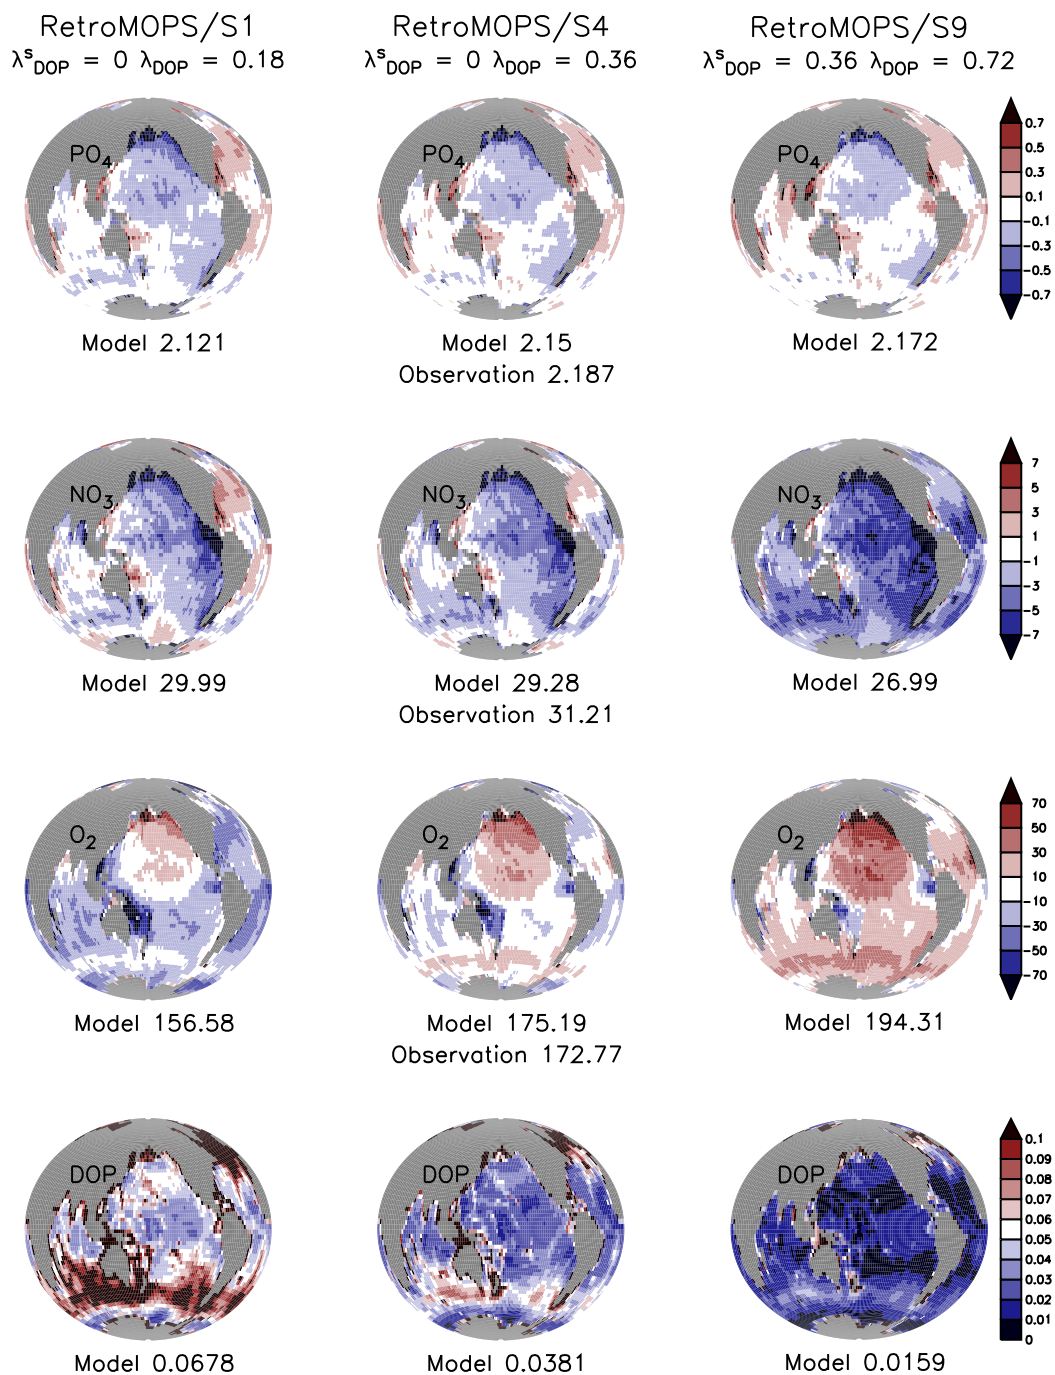 RetroMOPS/S1 RetroMOPS/S4 RetroMOPS/S9
λˢDOP = 0 λDOP = 0.18 λˢDOP = 0 λDOP = 0.36 λˢDOP = 0.36 λDOP = 0.72
PO₄ PO₄ PO₄
0.7
0.5
0.3
0.1
-0.1
-0.3
-0.5
-0.7
Model 2.121 Model 2.15 Model 2.172
Observation 2.187
NO₃ NO₃ NO₃
7
5
3
1
-1
-3
-5
-7
Model 29.99 Model 29.28 Model 26.99
Observation 31.21
O₂ O₂ O₂
70
50
30
10
-10
-30
-50
-70
Model 156.58 Model 175.19 Model 194.31
Observation 172.77
DOP DOP DOP
0.1
0.09
0.08
0.07
0.06
0.05
0.04
0.03
0.02
0.01
0
Model 0.0678 Model 0.0381 Model 0.0159